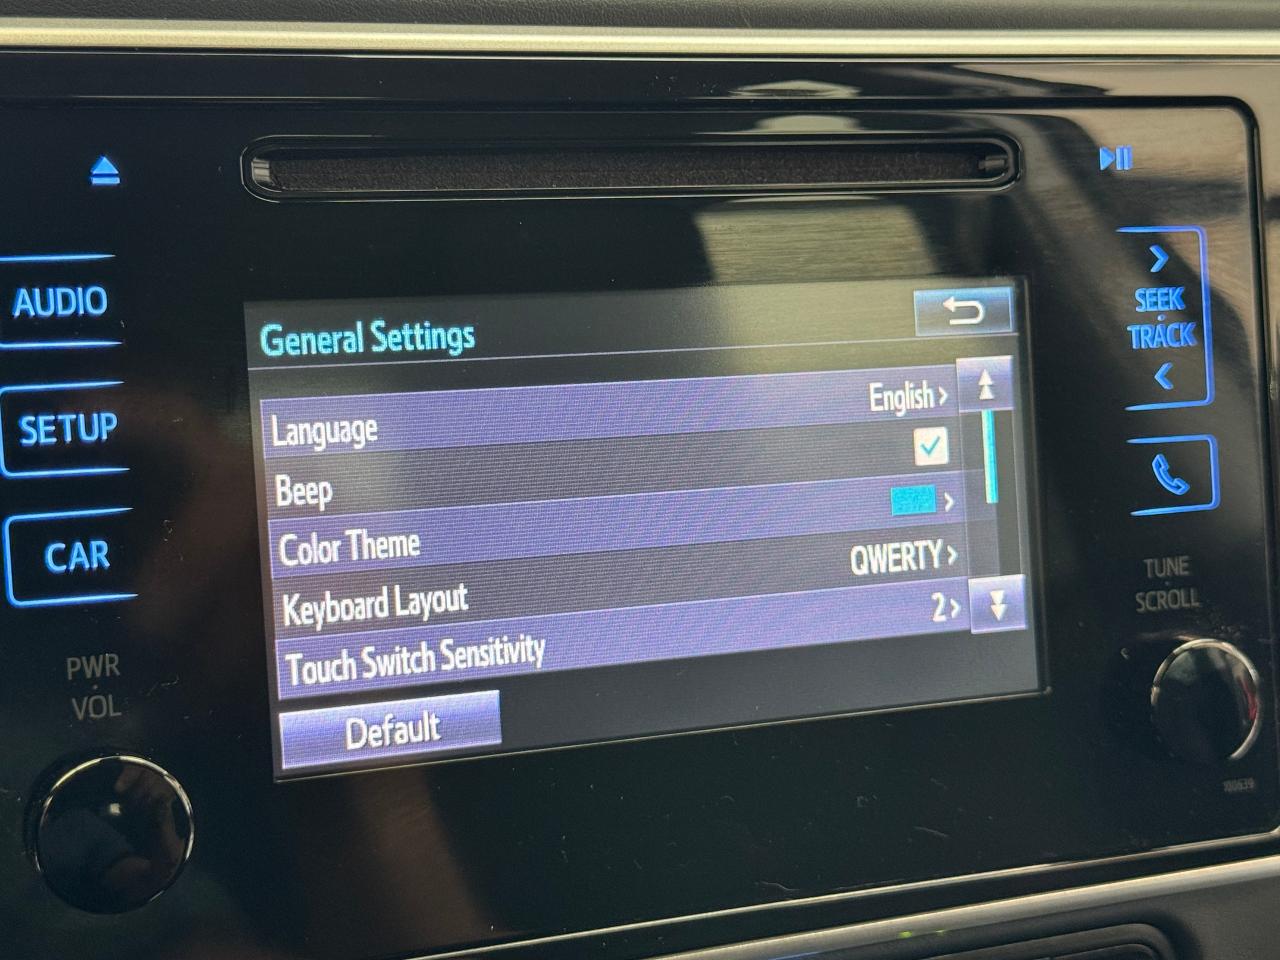 AUDIO
SETUP
CAR
PWR
VOL
General Settings
Language English
Beep
Color Theme
Keyboard Layout QWERTY
Touch Switch Sensitivity 2
Default
SEEK
TRACK
TUNE
SCROLL
100639